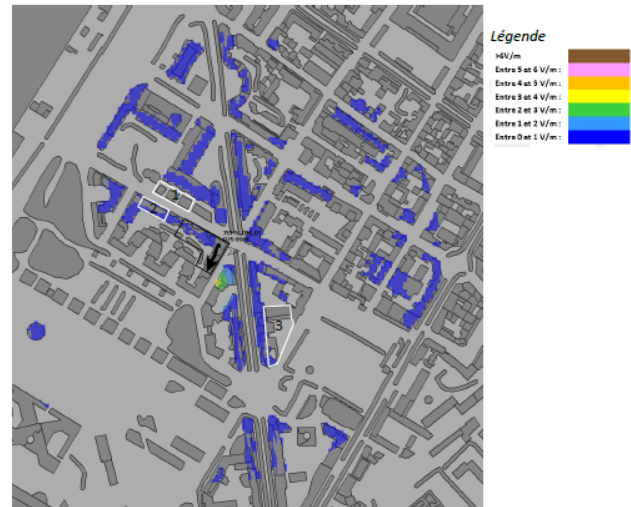 Légende
>6V/m
Entre 5 et 6 V/m :
Entre 4 et 5 V/m :
Entre 3 et 4 V/m :
Entre 2 et 3 V/m :
Entre 1 et 2 V/m :
Entre 0 et 1 V/m :
1
2
3